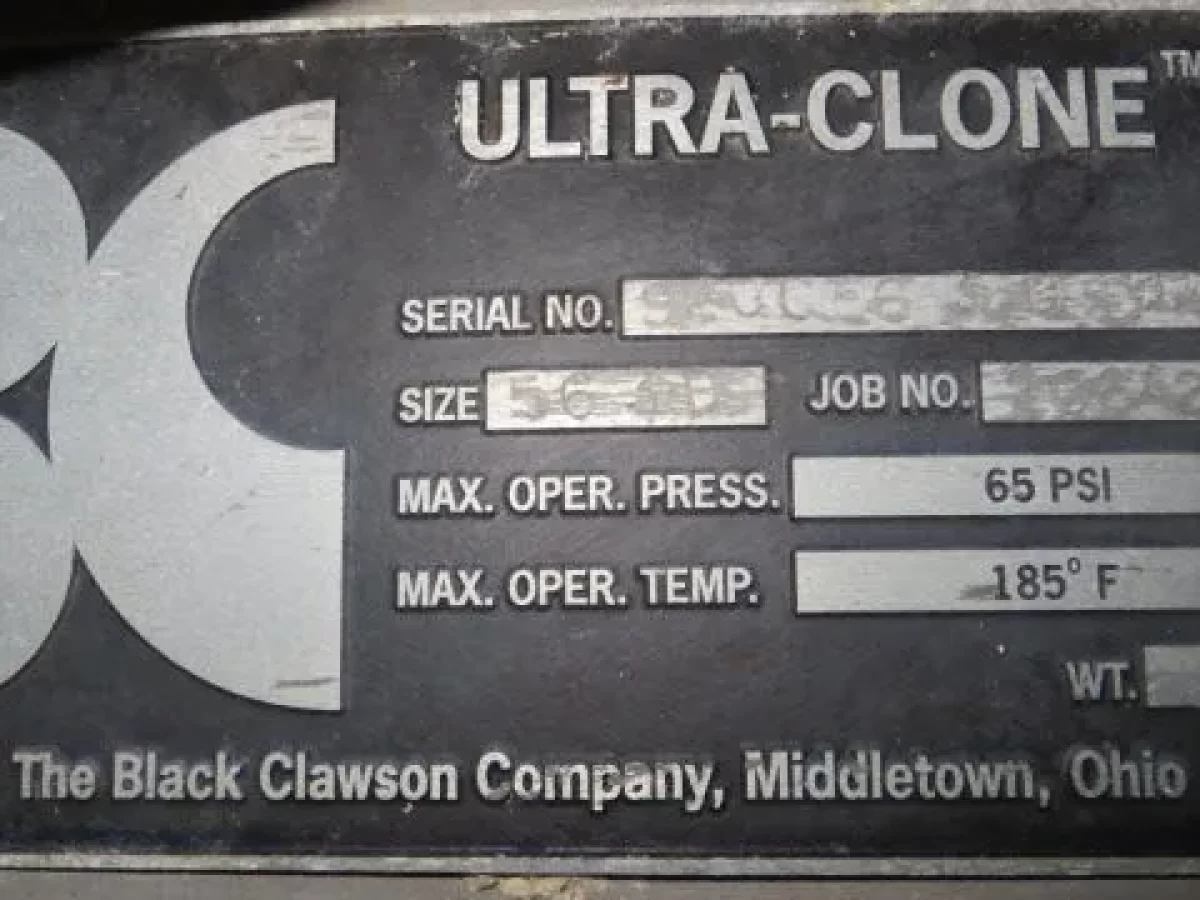 ULTRA-CLONE™
SERIAL NO.
SIZE JOB NO.
MAX. OPER. PRESS. 65 PSI
MAX. OPER. TEMP. 185° F
WT.
The Black Clawson Company, Middletown, Ohio